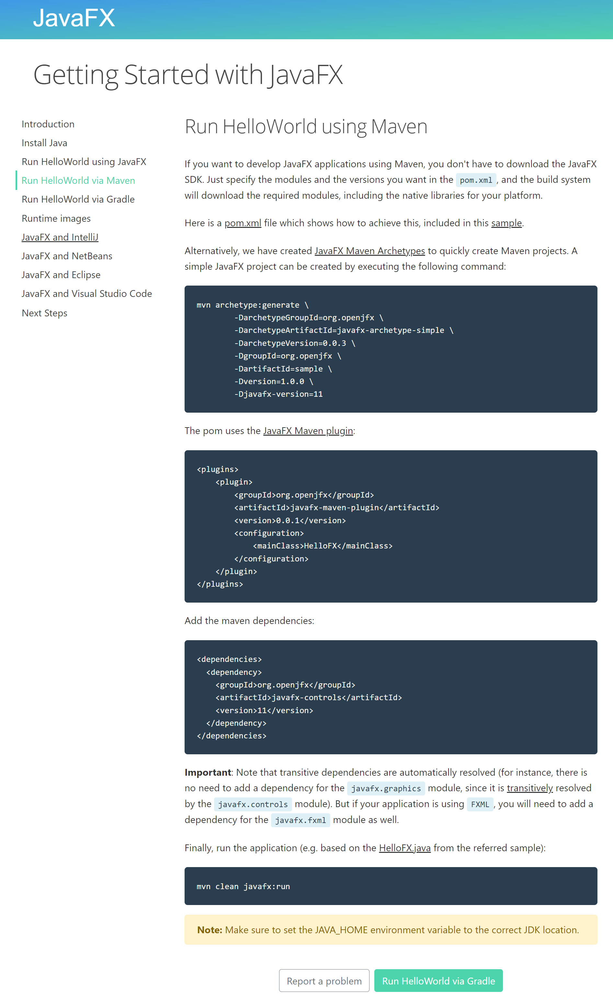 JavaFX
Getting Started with JavaFX
Introduction
Install Java
Run HelloWorld using JavaFX
Run HelloWorld via Maven
Run HelloWorld via Gradle
Runtime images
JavaFX and IntelliJ
JavaFX and NetBeans
JavaFX and Eclipse
JavaFX and Visual Studio Code
Next Steps
Run HelloWorld using Maven
If you want to develop JavaFX applications using Maven, you don't have to download the JavaFX
SDK. Just specify the modules and the versions you want in the pom.xml , and the build system
will download the required modules, including the native libraries for your platform.
Here is a pom.xml file which shows how to achieve this, included in this sample.
Alternatively, we have created JavaFX Maven Archetypes to quickly create Maven projects. A
simple JavaFX project can be created by executing the following command:
mvn archetype:generate \
        -DarchetypeGroupId=org.openjfx \
        -DarchetypeArtifactId=javafx-archetype-simple \
        -DarchetypeVersion=0.0.3 \
        -DgroupId=org.openjfx \
        -DartifactId=sample \
        -Dversion=1.0.0 \
        -Djavafx-version=11
The pom uses the JavaFX Maven plugin:
<plugins>
    <plugin>
        <groupId>org.openjfx</groupId>
        <artifactId>javafx-maven-plugin</artifactId>
        <version>0.0.1</version>
        <configuration>
            <mainClass>HelloFX</mainClass>
        </configuration>
    </plugin>
</plugins>
Add the maven dependencies:
<dependencies>
  <dependency>
    <groupId>org.openjfx</groupId>
    <artifactId>javafx-controls</artifactId>
    <version>11</version>
  </dependency>
</dependencies>
Important: Note that transitive dependencies are automatically resolved (for instance, there is
no need to add a dependency for the javafx.graphics module, since it is transitively resolved
by the javafx.controls module). But if your application is using FXML , you will need to add a
dependency for the javafx.fxml module as well.
Finally, run the application (e.g. based on the HelloFX.java from the referred sample):
mvn clean javafx:run
Note: Make sure to set the JAVA_HOME environment variable to the correct JDK location.
Report a problem
Run HelloWorld via Gradle